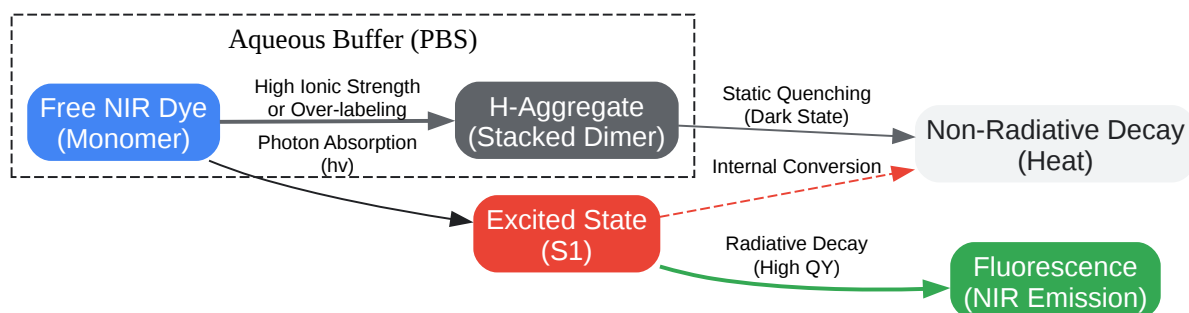 Aqueous Buffer (PBS)
Free NIR Dye
(Monomer)
High Ionic Strength
or Over-labeling
Photon Absorption
(hv)
H-Aggregate
(Stacked Dimer)
Static Quenching
(Dark State)
Non-Radiative Decay
(Heat)
Internal Conversion
Excited State
(S1)
Radiative Decay
(High QY)
Fluorescence
(NIR Emission)